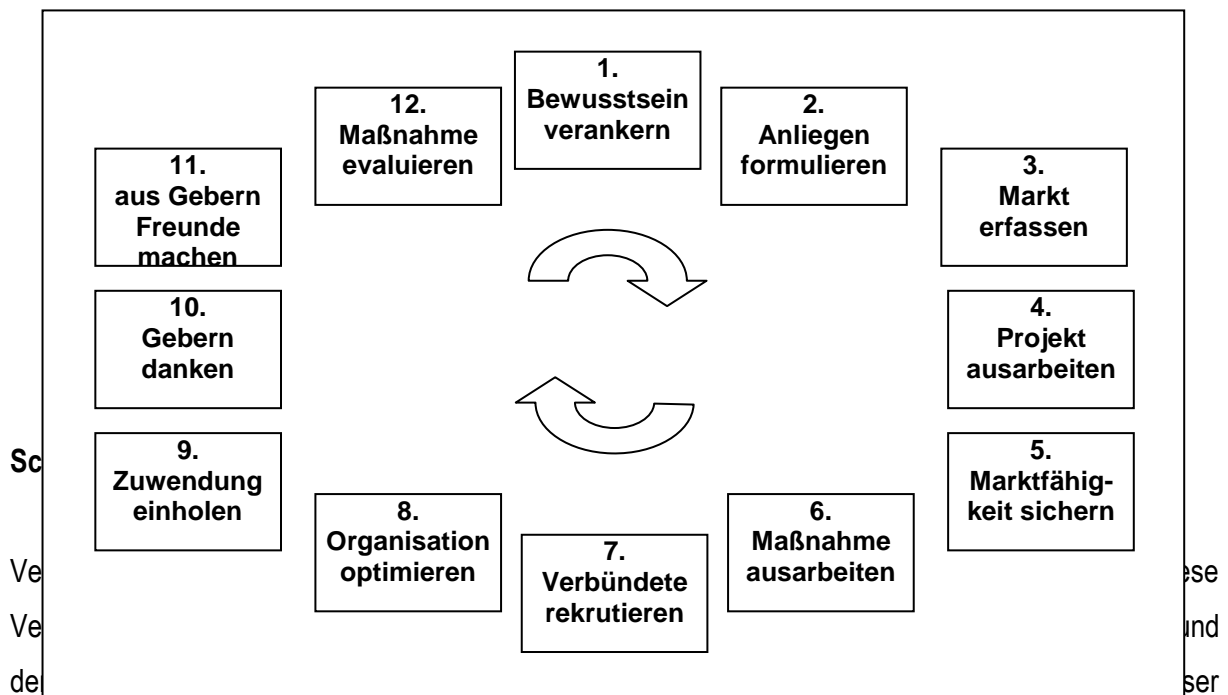 1.
Bewusstsein
verankern
2.
Anliegen
formulieren
3.
Markt
erfassen
4.
Projekt
ausarbeiten
5.
Marktfähig-
keit sichern
6.
Maßnahme
ausarbeiten
7.
Verbündete
rekrutieren
8.
Organisation
optimieren
9.
Zuwendung
einholen
10.
Gebern
danken
11.
aus Gebern
Freunde
machen
12.
Maßnahme
evaluieren